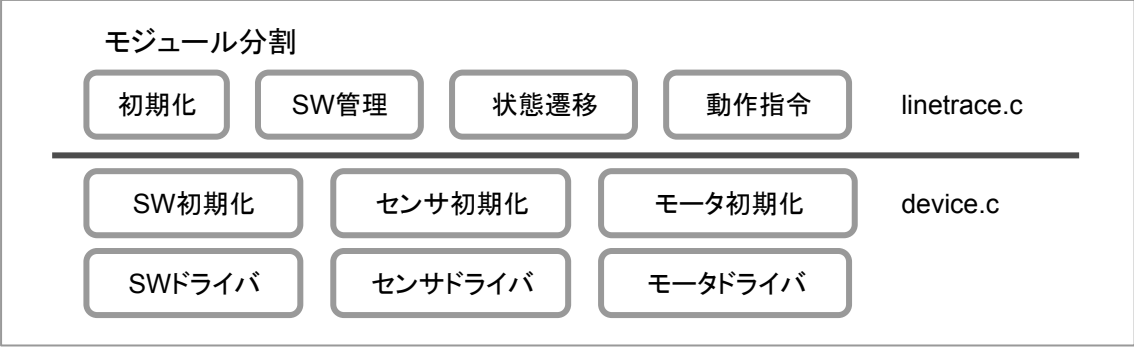 モジュール分割
初期化 SW管理 状態遷移 動作指令 linetrace.c
SW初期化 センサ初期化 モータ初期化 device.c
SWドライバ センサドライバ モータドライバ